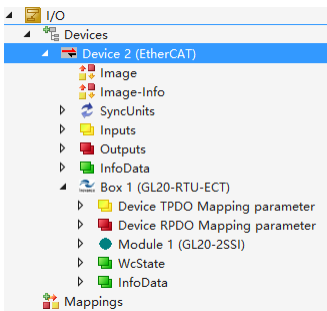 I/O
Devices
Device 2 (EtherCAT)
Image
Image-Info
SyncUnits
Inputs
Outputs
InfoData
Box 1 (GL20-RTU-ECT)
Device TPDO Mapping parameter
Device RPDO Mapping parameter
Module 1 (GL20-2SSI)
WcState
InfoData
Mappings